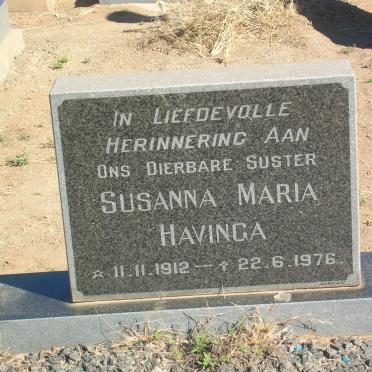 IN LIEFDEVOLLE
HERINNERING AAN
ONS DIERBARE SUSTER
SUSANNA MARIA
HAVINGA
☆ 11.11.1912 — ✝ 22.6.1976.